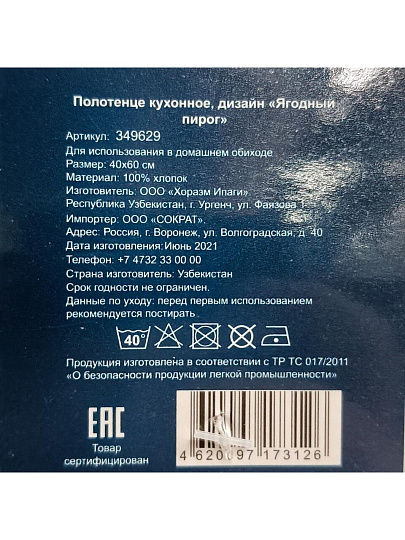 Полотенце кухонное, дизайн «Ягодный
пирог»
Артикул: 349629
Для использования в домашнем обиходе
Размер: 40х60 см
Материал: 100% хлопок
Изготовитель: ООО «Хоразм Ипаги».
Республика Узбекистан, г. Ургенч, ул. Фаязова 1
Импортер: ООО «СОКРАТ».
Адрес: Россия, г. Воронеж, ул. Волгоградская, д. 40
Дата изготовления:Июнь 2021
Телефон: +7 4732 33 00 00
Страна изготовитель: Узбекистан
Срок годности не ограничен.
Данные по уходу: перед первым использованием
рекомендуется постирать.
40°
Продукция изготовлена в соответствии с ТР ТС 017/2011
«О безопасности продукции легкой промышленности»
ЕАС
Товар
сертифицирован
4 620097 173126